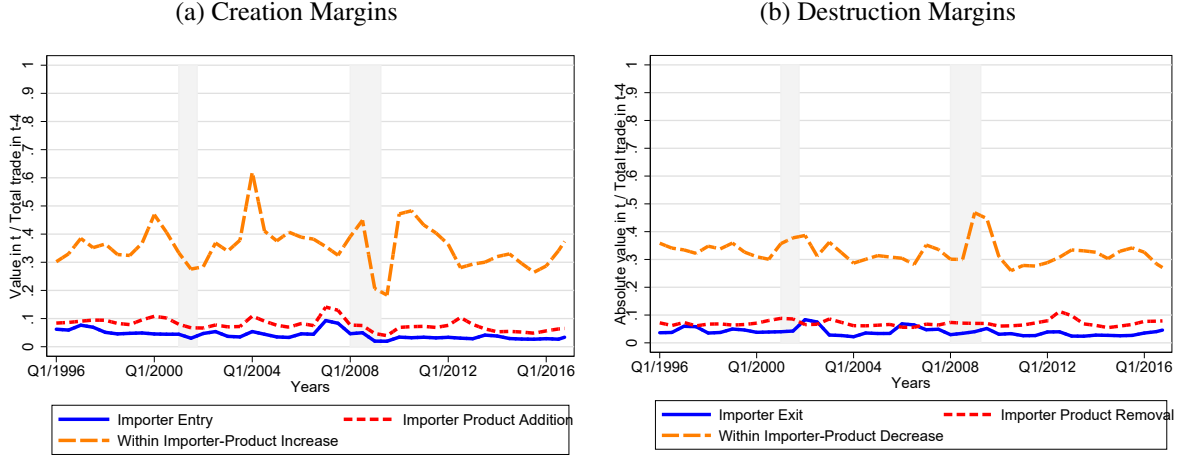 (a) Creation Margins
Value in t / Total trade in t-4
1
.9
.8
.7
.6
.5
.4
.3
.2
.1
0
Q1/1996 Q1/2000 Q1/2004 Q1/2008 Q1/2012 Q1/2016
Years
Importer Entry Importer Product Addition
Within Importer-Product Increase
(b) Destruction Margins
Absolute value in t / Total trade in t-4
1
.9
.8
.7
.6
.5
.4
.3
.2
.1
0
Q1/1996 Q1/2000 Q1/2004 Q1/2008 Q1/2012 Q1/2016
Years
Importer Exit Importer Product Removal
Within Importer-Product Decrease